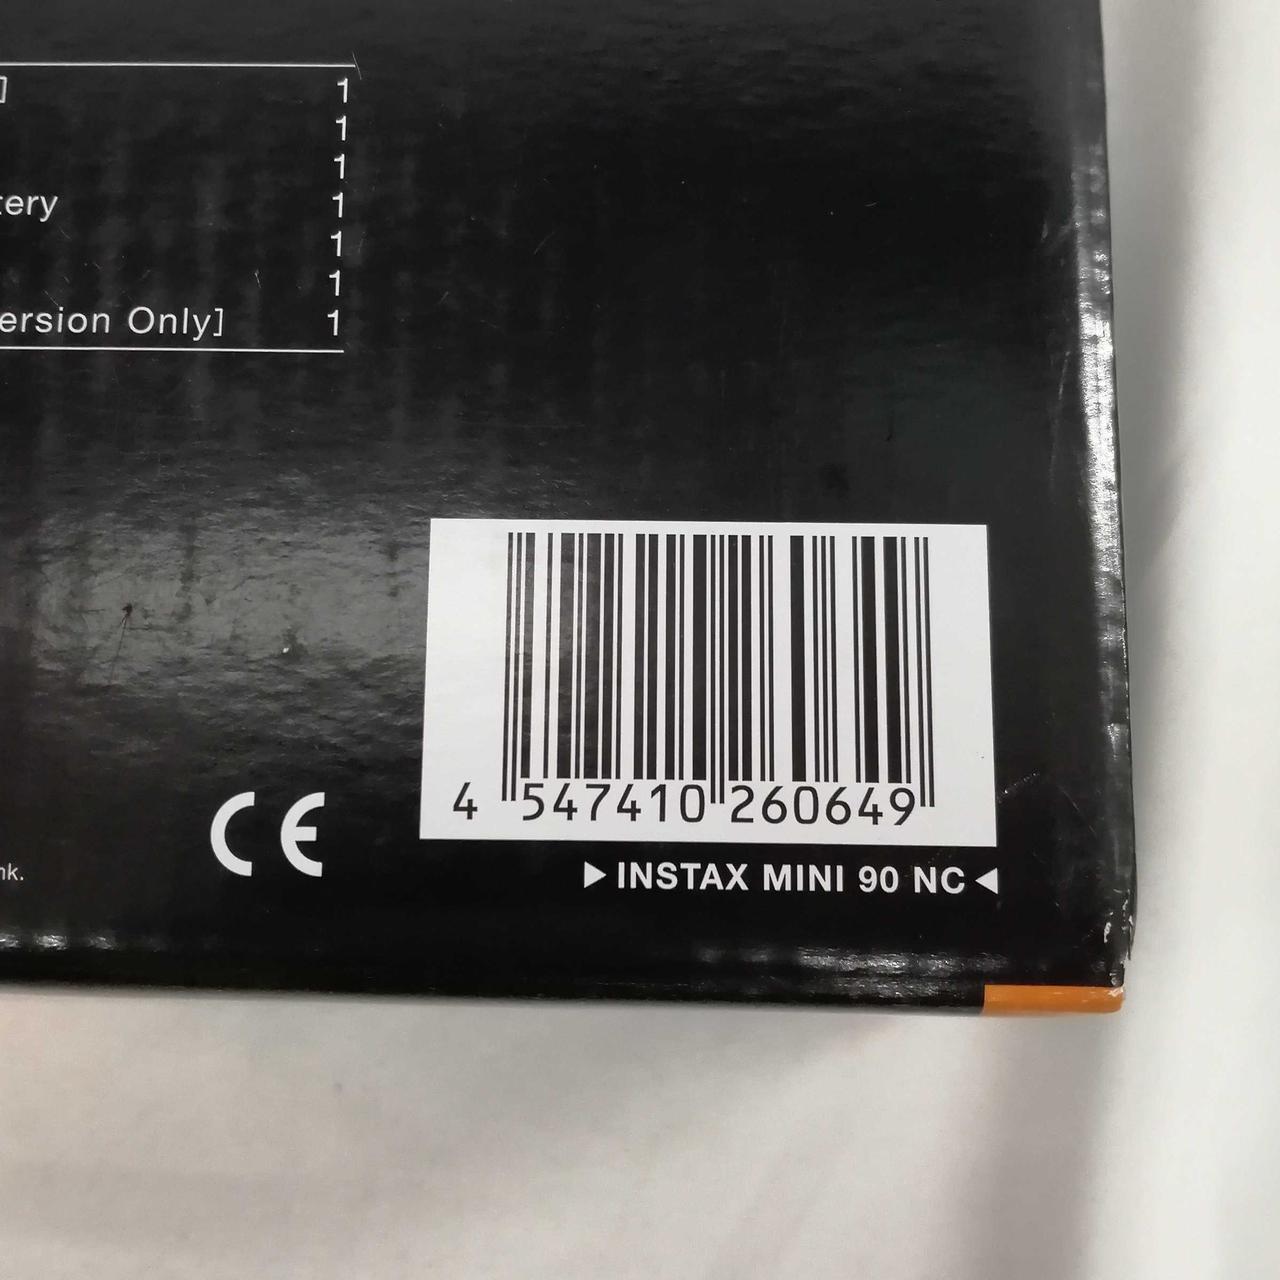 ] 1
1
1
tery 1
1
1
ersion Only] 1
4 547410 260649
CE
nk.
▶ INSTAX MINI 90 NC ◀